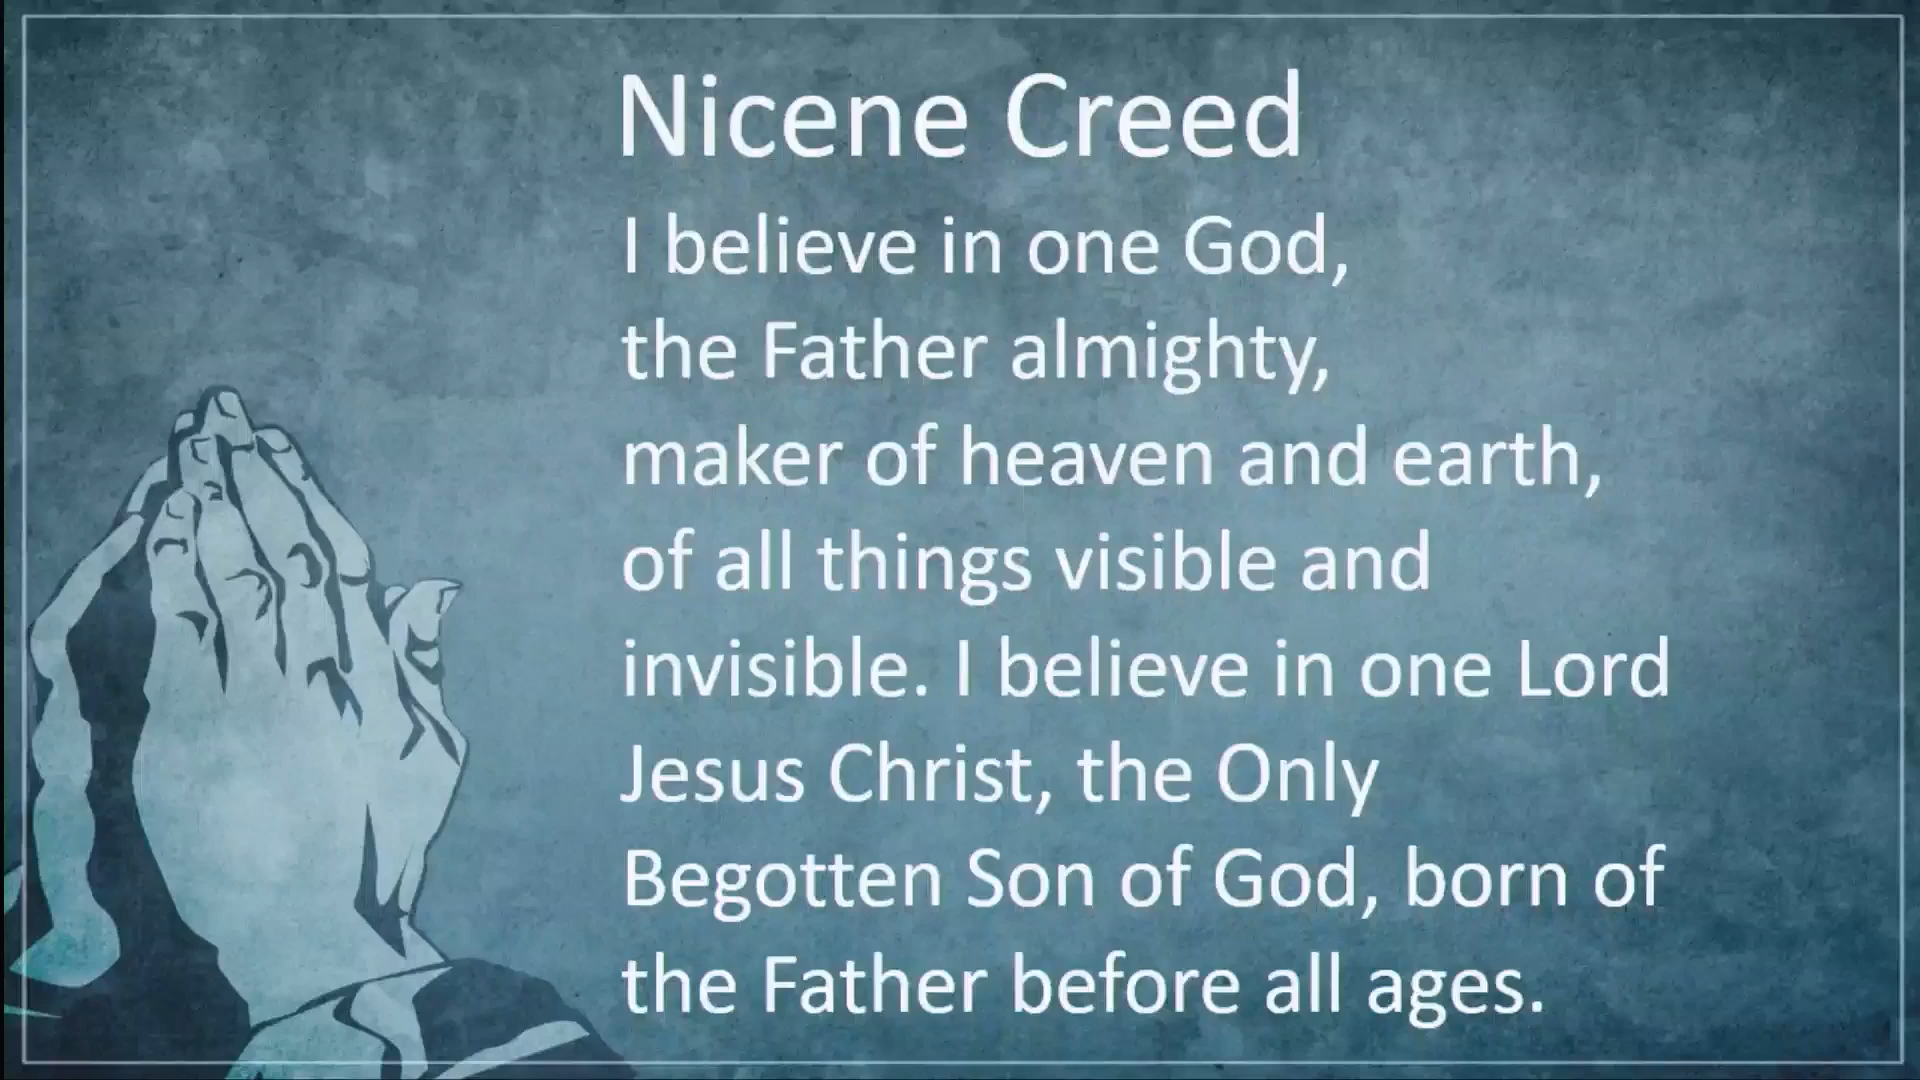 Nicene Creed
I believe in one God,
the Father almighty,
maker of heaven and earth,
of all things visible and
invisible. I believe in one Lord
Jesus Christ, the Only
Begotten Son of God, born of
the Father before all ages.